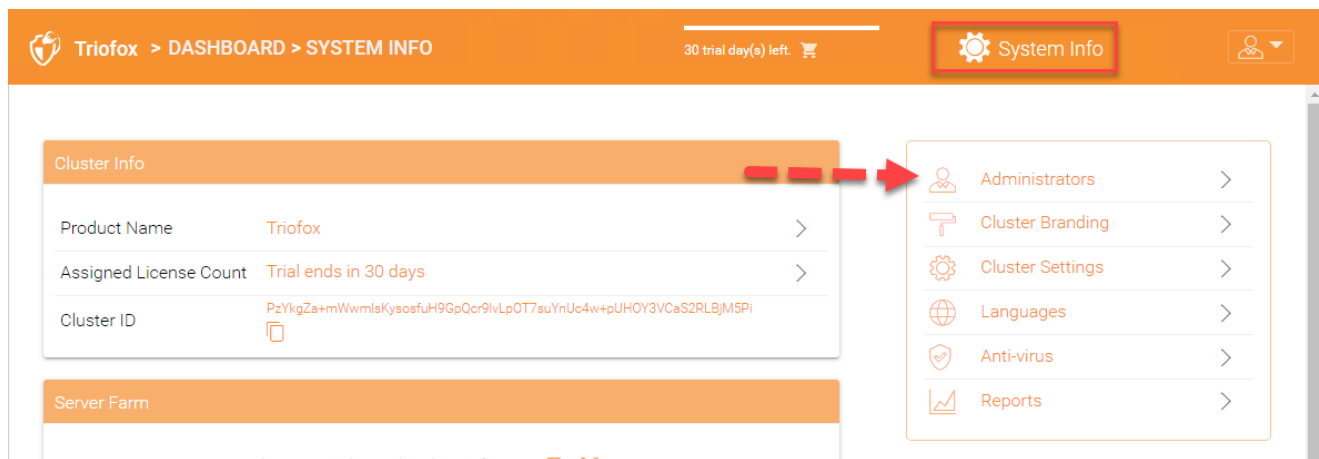 Triofox > DASHBOARD > SYSTEM INFO
30 trial day(s) left.
System Info
Cluster Info
Product Name Triofox
Assigned License Count Trial ends in 30 days
Cluster ID PzYkgZa+mWwmIsKysosfuH9GpQcr9IvLpOT7suYnUc4w+pUHOY3VCaS2RLBjM5Pi
Server Farm
Administrators
Cluster Branding
Cluster Settings
Languages
Anti-virus
Reports